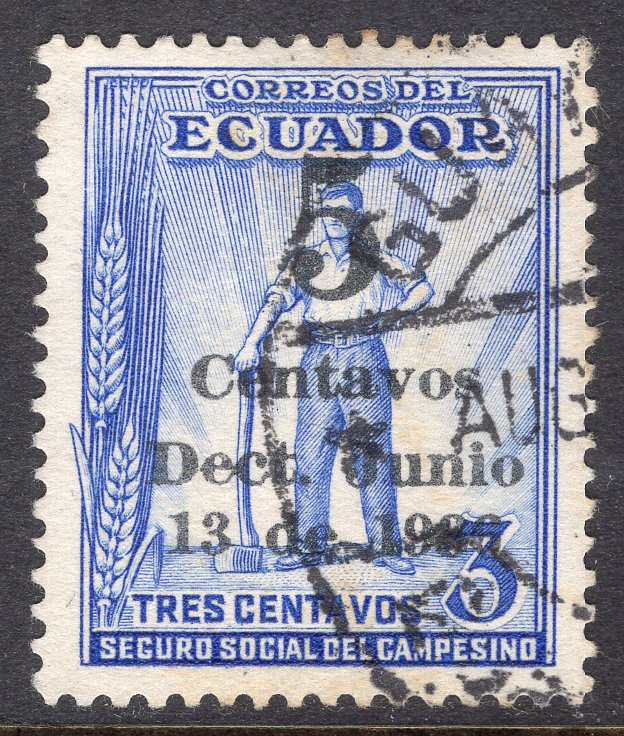 CORREOS DEL
ECUADOR
5
Centavos
Dect. Junio
13 de
3
TRES CENTAVOS
SEGURO SOCIAL DEL CAMPESINO
AUG